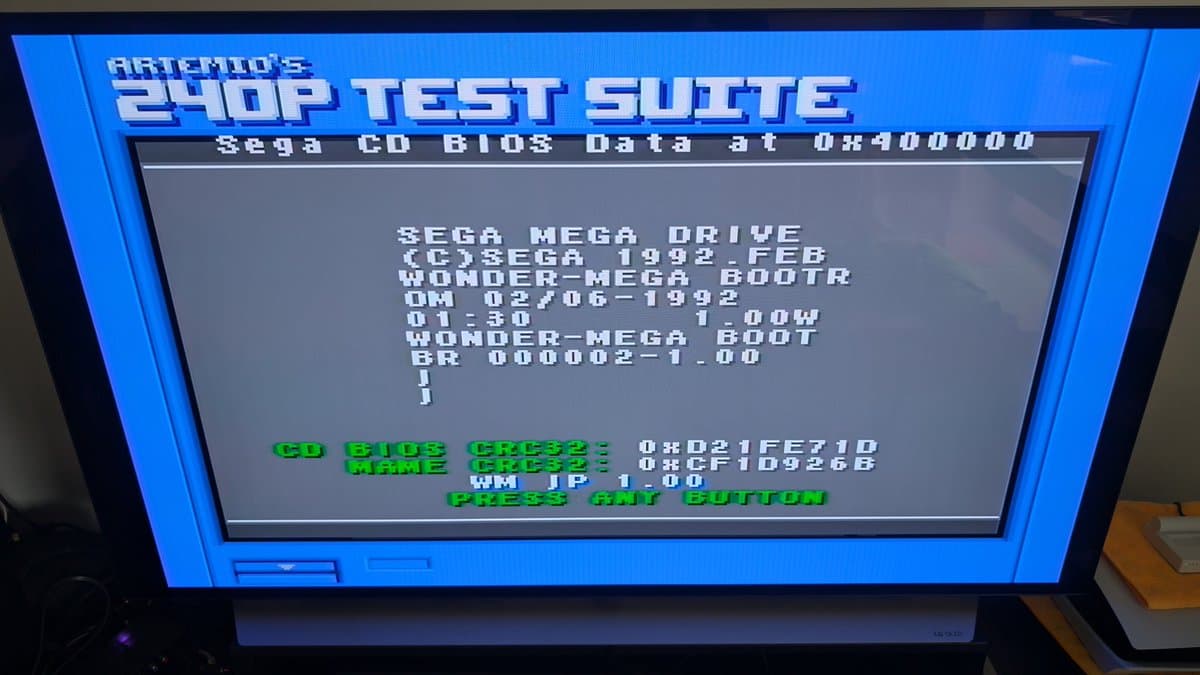 ARTEMIO'S
240P TEST SUITE
Sega CD BIOS Data at 0x400000
SEGA MEGA DRIVE
(C)SEGA 1992.FEB
WONDER-MEGA BOOTR
OM 02/06-1992
01:30 1.00W
WONDER-MEGA BOOT
BR 000002-1.00
J
J
CD BIOS CRC32: 0xD21FE71D
MAME CRC32: 0xCF1D926B
WM JP 1.00
PRESS ANY BUTTON